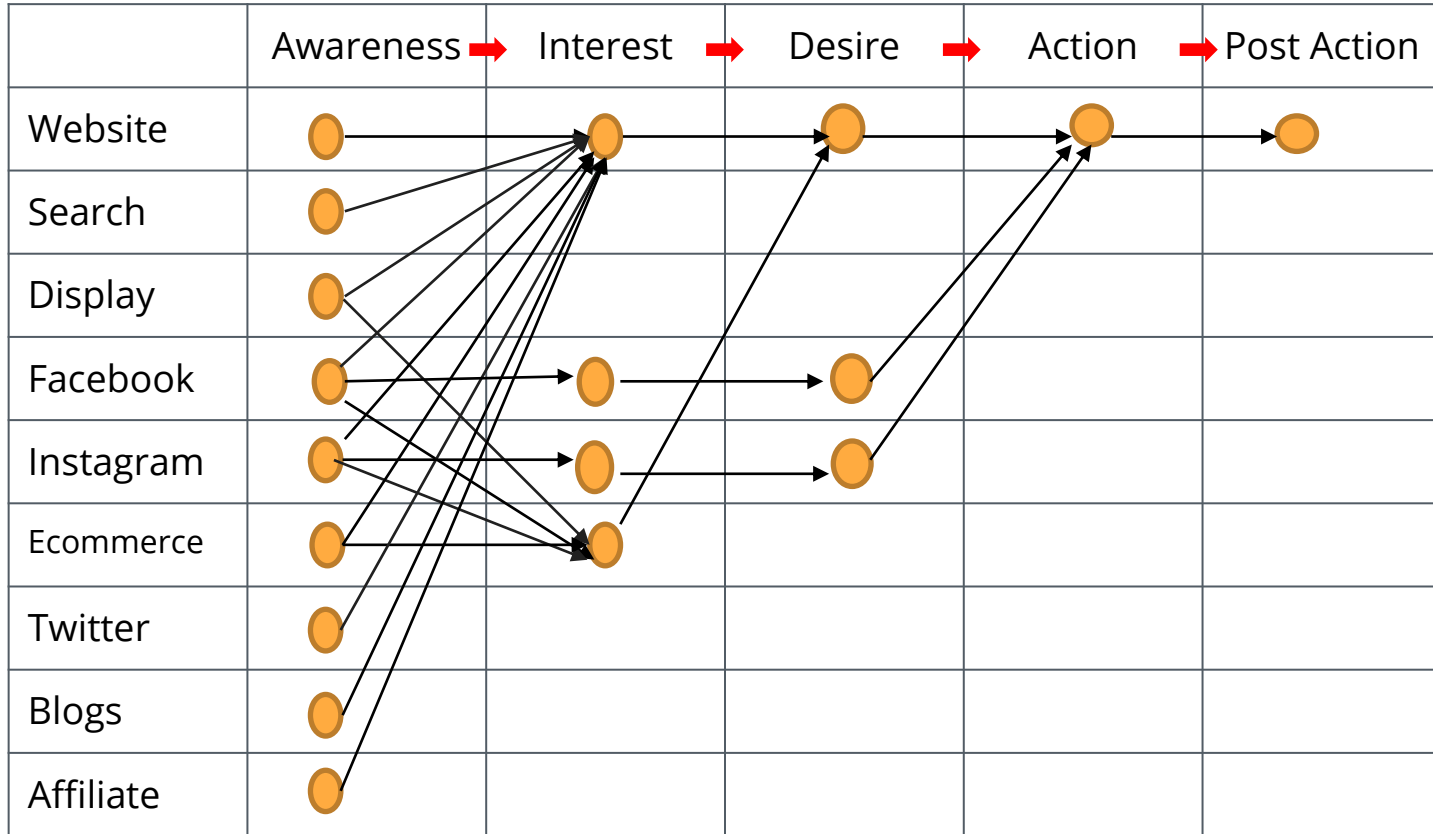 Awareness Interest Desire Action Post Action
Website
Search
Display
Facebook
Instagram
Ecommerce
Twitter
Blogs
Affiliate